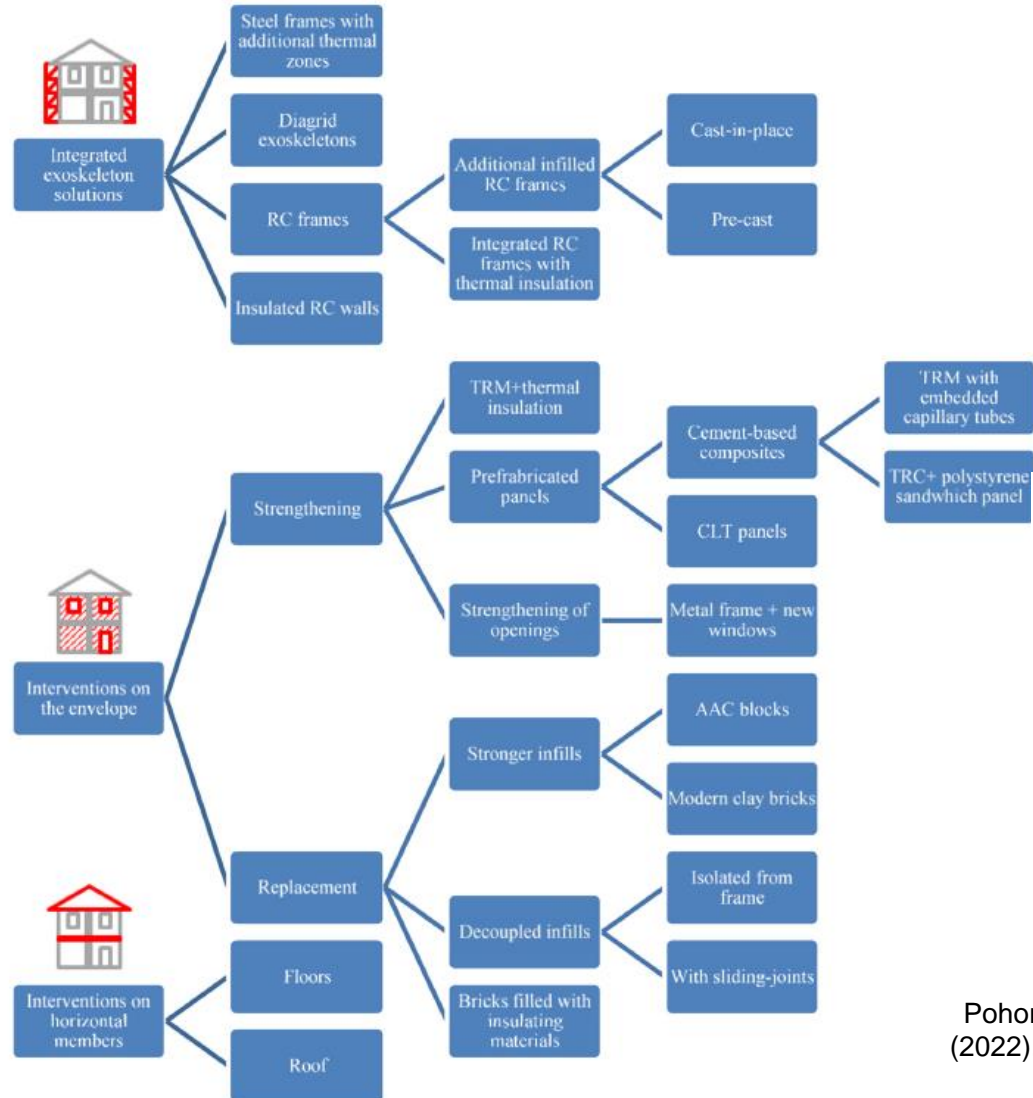 Steel frames with
additional thermal
zones
Diagrid
exoskeletons
Integrated
exoskeleton
solutions
RC frames
Insulated RC walls
Additional infilled
RC frames
Integrated RC
frames with
thermal insulation
Cast-in-place
Pre-cast
Interventions on
the envelope
Strengthening
TRM+thermal
insulation
Prefabricated
panels
Cement-based
composites
TRM with
embedded
capillary tubes
TRC+ polystyrene
sandwhich panel
CLT panels
Strengthening of
openings
Metal frame + new
windows
Replacement
Stronger infills
AAC blocks
Modern clay bricks
Decoupled infills
Isolated from
frame
With sliding-joints
Bricks filled with
insulating
materials
Interventions on
horizontal
members
Floors
Roof
Pohor
(2022)